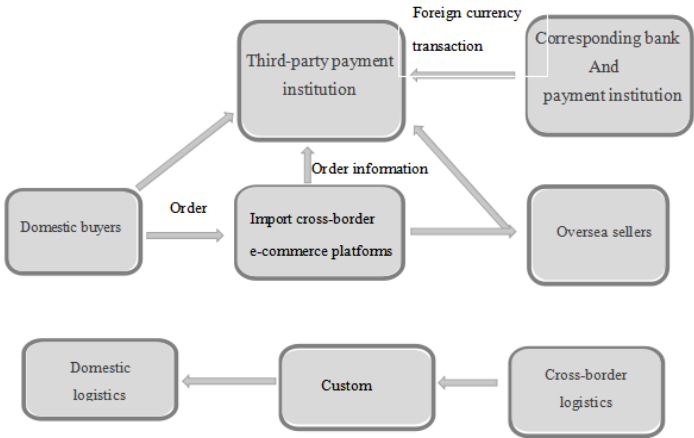 Foreign currency
transaction
Third-party payment
institution
Corresponding bank
And
payment institution
Order information
Order
Domestic buyers
Import cross-border
e-commerce platforms
Oversea sellers
Domestic
logistics
Custom
Cross-border
logistics